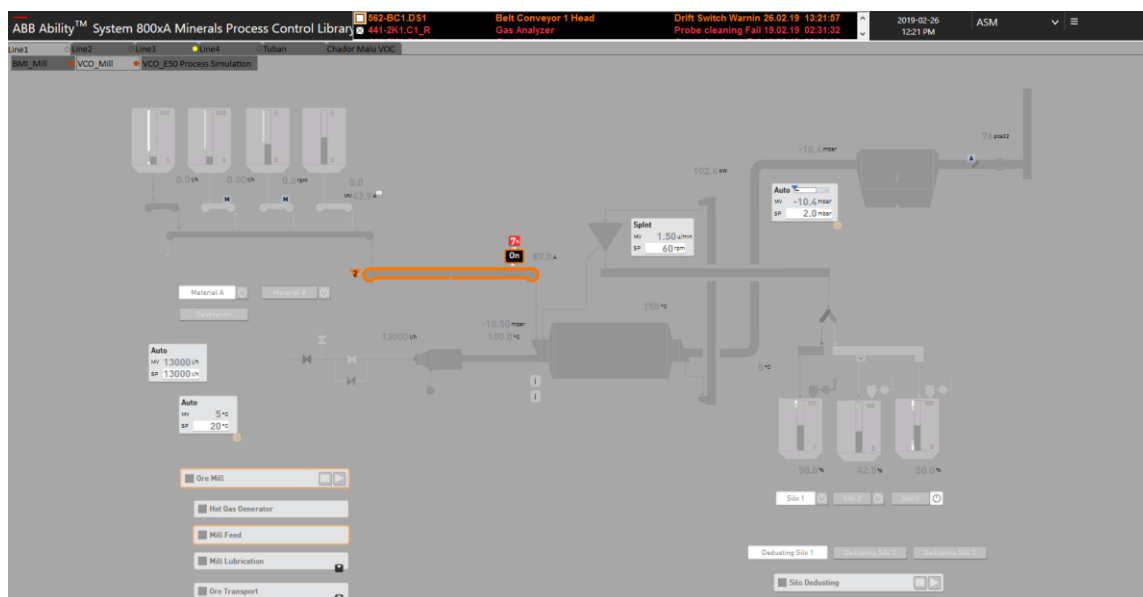 ABB Ability™ System 800xA Minerals Process Control Library
562-BC1.DS1 Belt Conveyor 1 Head Drift Switch Warnin 26.02.19 13:21:57
441-2K1.C1_R Gas Analyzer Probe cleaning Fail 19.02.19 02:31:32
2019-02-26
12:21 PM
ASM
Line1 Line2 Line3 Line4 Tuban Chador Malu VOC
BMI_Mill VCO_Mill VCO_E50 Process Simulation
0.0 t/h 0.00 t/h 0.0 rpm 0.0
MV 43.9
M M
-10.4 mbar
A
102.4 kW
Auto
MV -10.4 mbar
SP 2.0 mbar
Split
MV 1.50 u/min
SP 60 rpm
On
Material A Material B
Calibration
158 °C
-10.50 mbar
13000 l/h 150.0 °C
Auto
MV 13000 l/h
SP 13000 l/h
5 °C
Auto
MV 5 °C
SP 20 °C
50.0 % 42.5 % 50.0 %
Ore Mill
Silo 1 Silo 2 Silo 3
Hot Gas Generator
Mill Feed
Dedusting Silo 1 Dedusting Silo 2 Dedusting Silo 3
Mill Lubrication
Silo Dedusting
Ore Transport